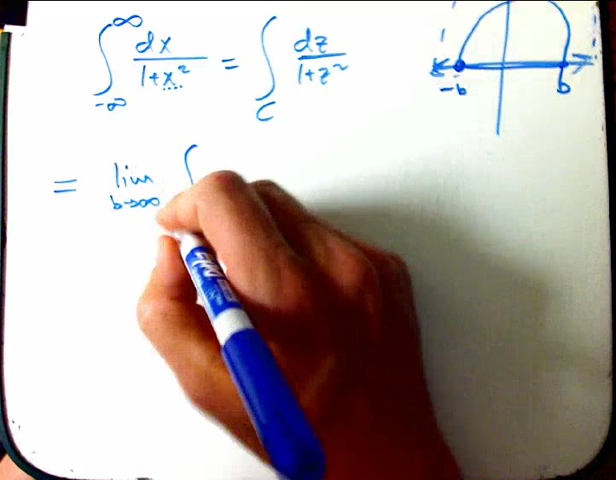 ∫_{-∞}^{∞} dx/(1+x²) = ∫_C dz/(1+z²)
-b b
= lim_{b→∞} ∫